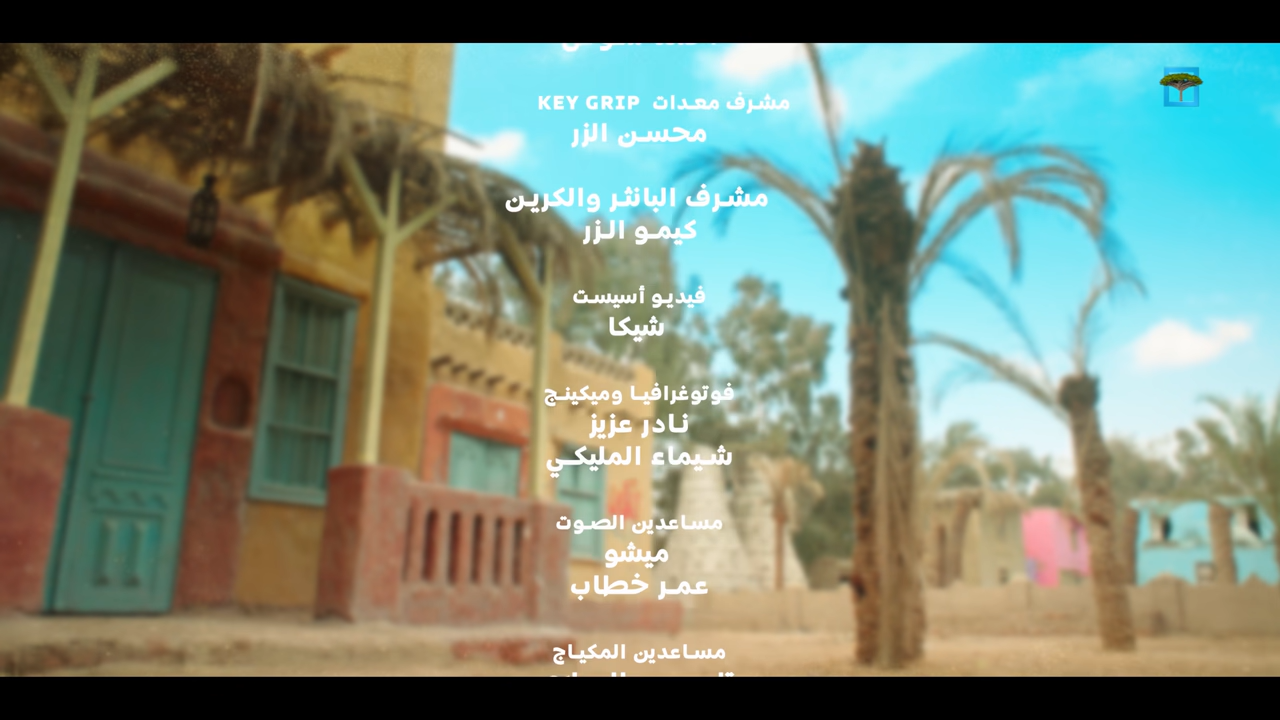 مشرف معدات KEY GRIP
محسن الزر
مشرف البانثر والكرين
كيمو الزر
فيديو أسيست
شيكا
فوتوغرافيا وميكينج
نادر عزيز
شيماء المليكي
مساعدين الصوت
ميشو
عمر خطاب
مساعدين المكياج